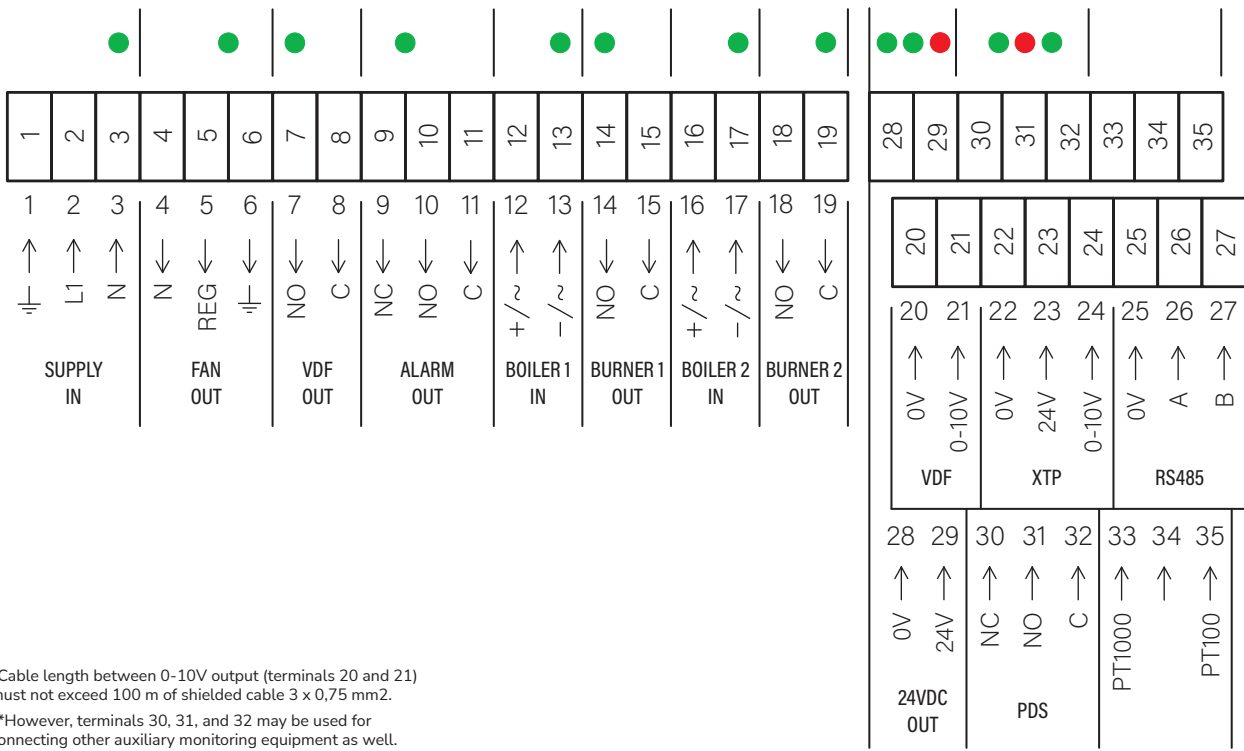 1 2 3 4 5 6 7 8 9 10 11 12 13 14 15 16 17 18 19
1 2 3 4 5 6 7 8 9 10 11 12 13 14 15 16 17 18 19
L1 N N REG NO C NC NO C +/~ −/~ NO C +/~ −/~ NO C
SUPPLY FAN VDF ALARM BOILER 1 BURNER 1 BOILER 2 BURNER 2
IN OUT OUT OUT IN OUT IN OUT
28 29 30 31 32 33 34 35
20 21 22 23 24 25 26 27
20 21 22 23 24 25 26 27
0V 0-10V 0V 24V 0-10V 0V A B
VDF XTP RS485
28 29 30 31 32 33 34 35
0V 24V NC NO C PT1000 PT100
24VDC PDS
OUT
Cable length between 0-10V output (terminals 20 and 21)
must not exceed 100 m of shielded cable 3 x 0,75 mm2.
*However, terminals 30, 31, and 32 may be used for
connecting other auxiliary monitoring equipment as well.